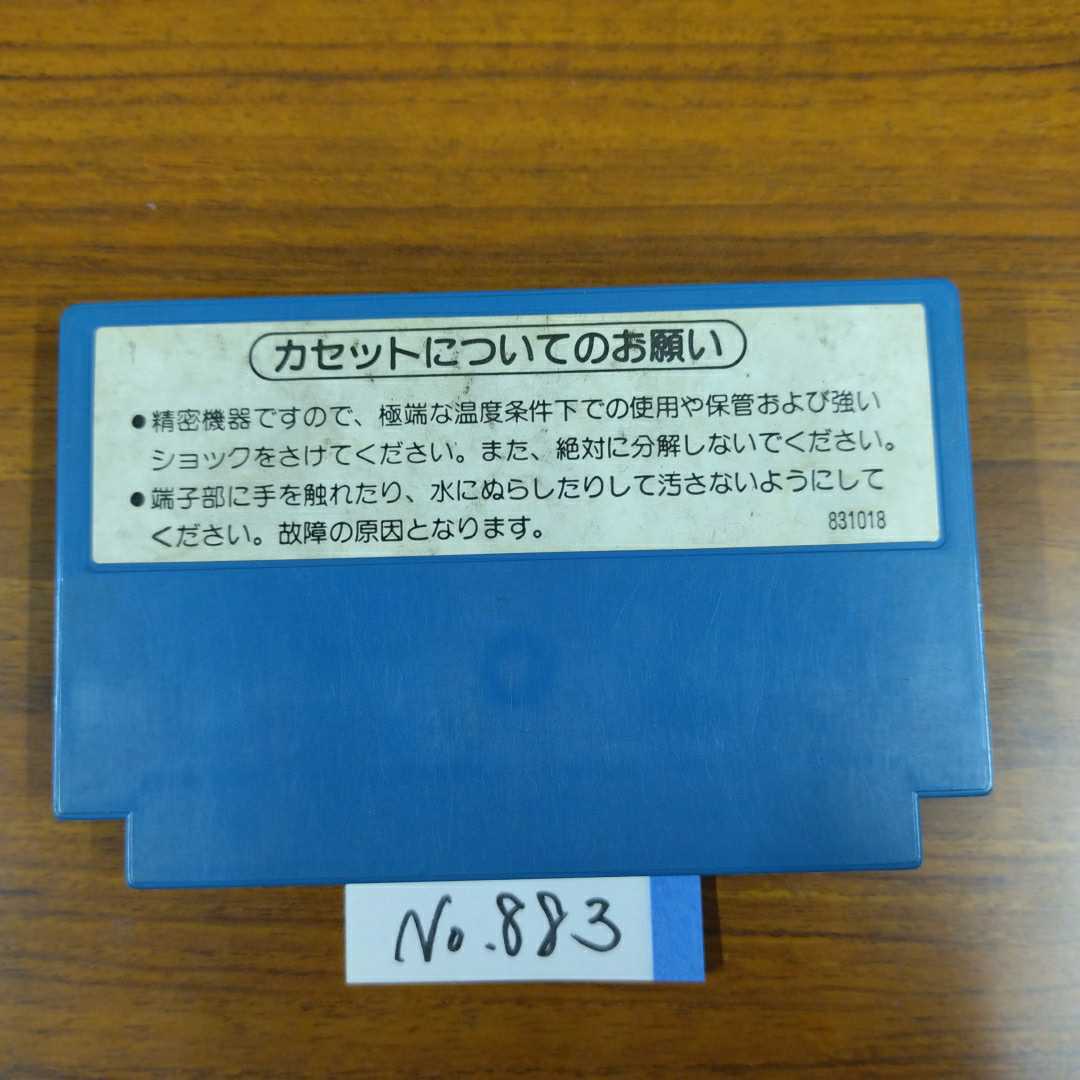 カセットについてのお願い
●精密機器ですので、極端な温度条件下での使用や保管および強い
ショックをさけてください。また、絶対に分解しないでください。
●端子部に手を触れたり、水にぬらしたりして汚さないようにして
ください。故障の原因となります。
831018
No.883